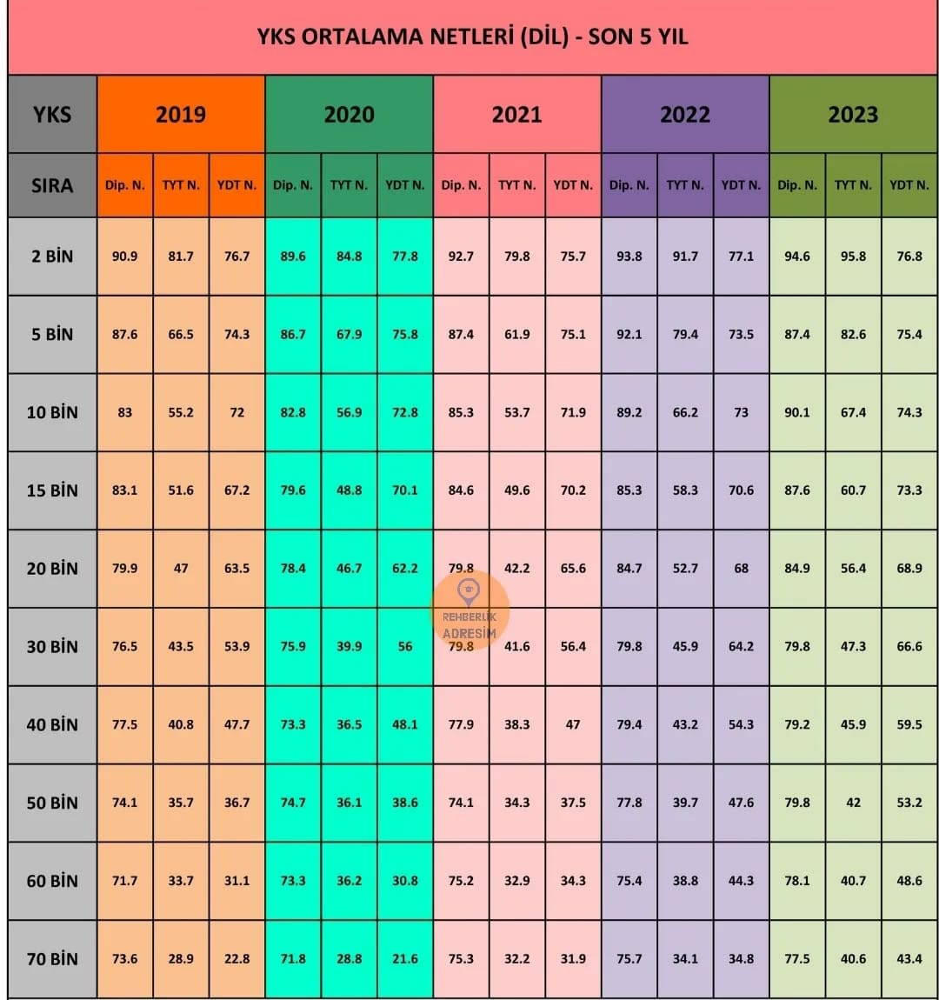 YKS ORTALAMA NETLERİ (DİL) - SON 5 YIL
YKS 2019 2020 2021 2022 2023
SIRA Dip. N. TYT N. YDT N. Dip. N. TYT N. YDT N. Dip. N. TYT N. YDT N. Dip. N. TYT N. YDT N. Dip. N. TYT N. YDT N.
2 BİN 90.9 81.7 76.7 89.6 84.8 77.8 92.7 79.8 75.7 93.8 91.7 77.1 94.6 95.8 76.8
5 BİN 87.6 66.5 74.3 86.7 67.9 75.8 87.4 61.9 75.1 92.1 79.4 73.5 87.4 82.6 75.4
10 BİN 83 55.2 72 82.8 56.9 72.8 85.3 53.7 71.9 89.2 66.2 73 90.1 67.4 74.3
15 BİN 83.1 51.6 67.2 79.6 48.8 70.1 84.6 49.6 70.2 85.3 58.3 70.6 87.6 60.7 73.3
20 BİN 79.9 47 63.5 78.4 46.7 62.2 79.8 42.2 65.6 84.7 52.7 68 84.9 56.4 68.9
REHBERLİK
ADRESİM
30 BİN 76.5 43.5 53.9 75.9 39.9 56 79.8 41.6 56.4 79.8 45.9 64.2 79.8 47.3 66.6
40 BİN 77.5 40.8 47.7 73.3 36.5 48.1 77.9 38.3 47 79.4 43.2 54.3 79.2 45.9 59.5
50 BİN 74.1 35.7 36.7 74.7 36.1 38.6 74.1 34.3 37.5 77.8 39.7 47.6 79.8 42 53.2
60 BİN 71.7 33.7 31.1 73.3 36.2 30.8 75.2 32.9 34.3 75.4 38.8 44.3 78.1 40.7 48.6
70 BİN 73.6 28.9 22.8 71.8 28.8 21.6 75.3 32.2 31.9 75.7 34.1 34.8 77.5 40.6 43.4